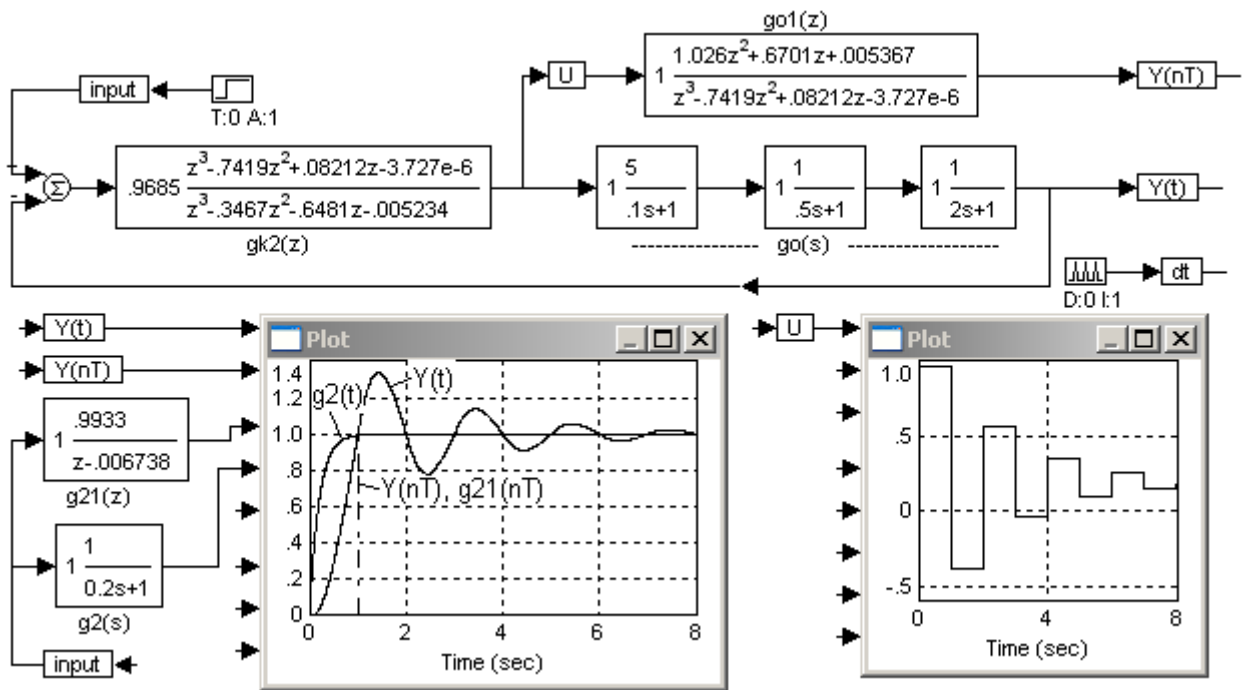 go1(z)
1 1.026z²+.6701z+.005367
z³-.7419z²+.08212z-3.727e-6
U
Y(nT)
input
T:0 A:1
+
-
Σ
.9685 z³-.7419z²+.08212z-3.727e-6
z³-.3467z²-.6481z-.005234
gk2(z)
1 5
.1s+1
1 1
.5s+1
1 1
2s+1
go(s)
Y(t)
dt
D:0 I:1
Y(t)
Y(nT)
1 .9933
z-.006738
g21(z)
1 1
0.2s+1
g2(s)
input
Plot
1.4
1.2
1.0
.8
.6
.4
.2
0
g2(t)
Y(t)
Y(nT), g21(nT)
0 2 4 6 8
Time (sec)
U
Plot
1.0
.5
0
-.5
0 4 8
Time (sec)